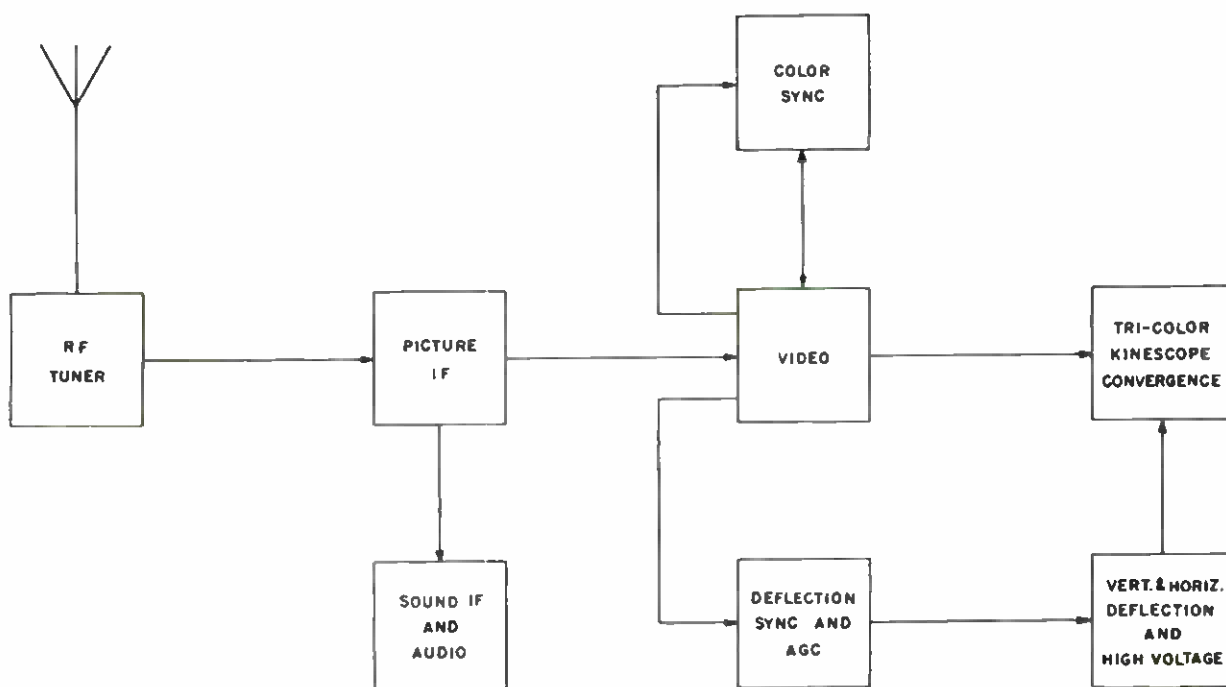 COLOR
SYNC
RF
TUNER
PICTURE
IF
VIDEO
TRI-COLOR
KINESCOPE
CONVERGENCE
SOUND IF
AND
AUDIO
DEFLECTION
SYNC AND
AGC
VERT. & HORIZ.
DEFLECTION
AND
HIGH VOLTAGE